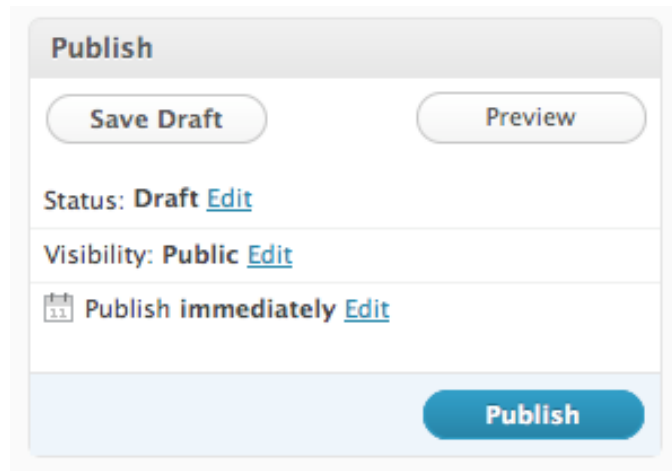 Publish
Save Draft Preview
Status: Draft Edit
Visibility: Public Edit
11 Publish immediately Edit
Publish